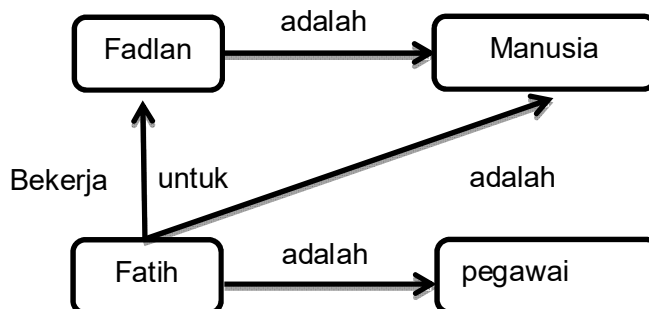 adalah
Fadlan
Manusia
Bekerja untuk
adalah
Fatih
adalah
pegawai